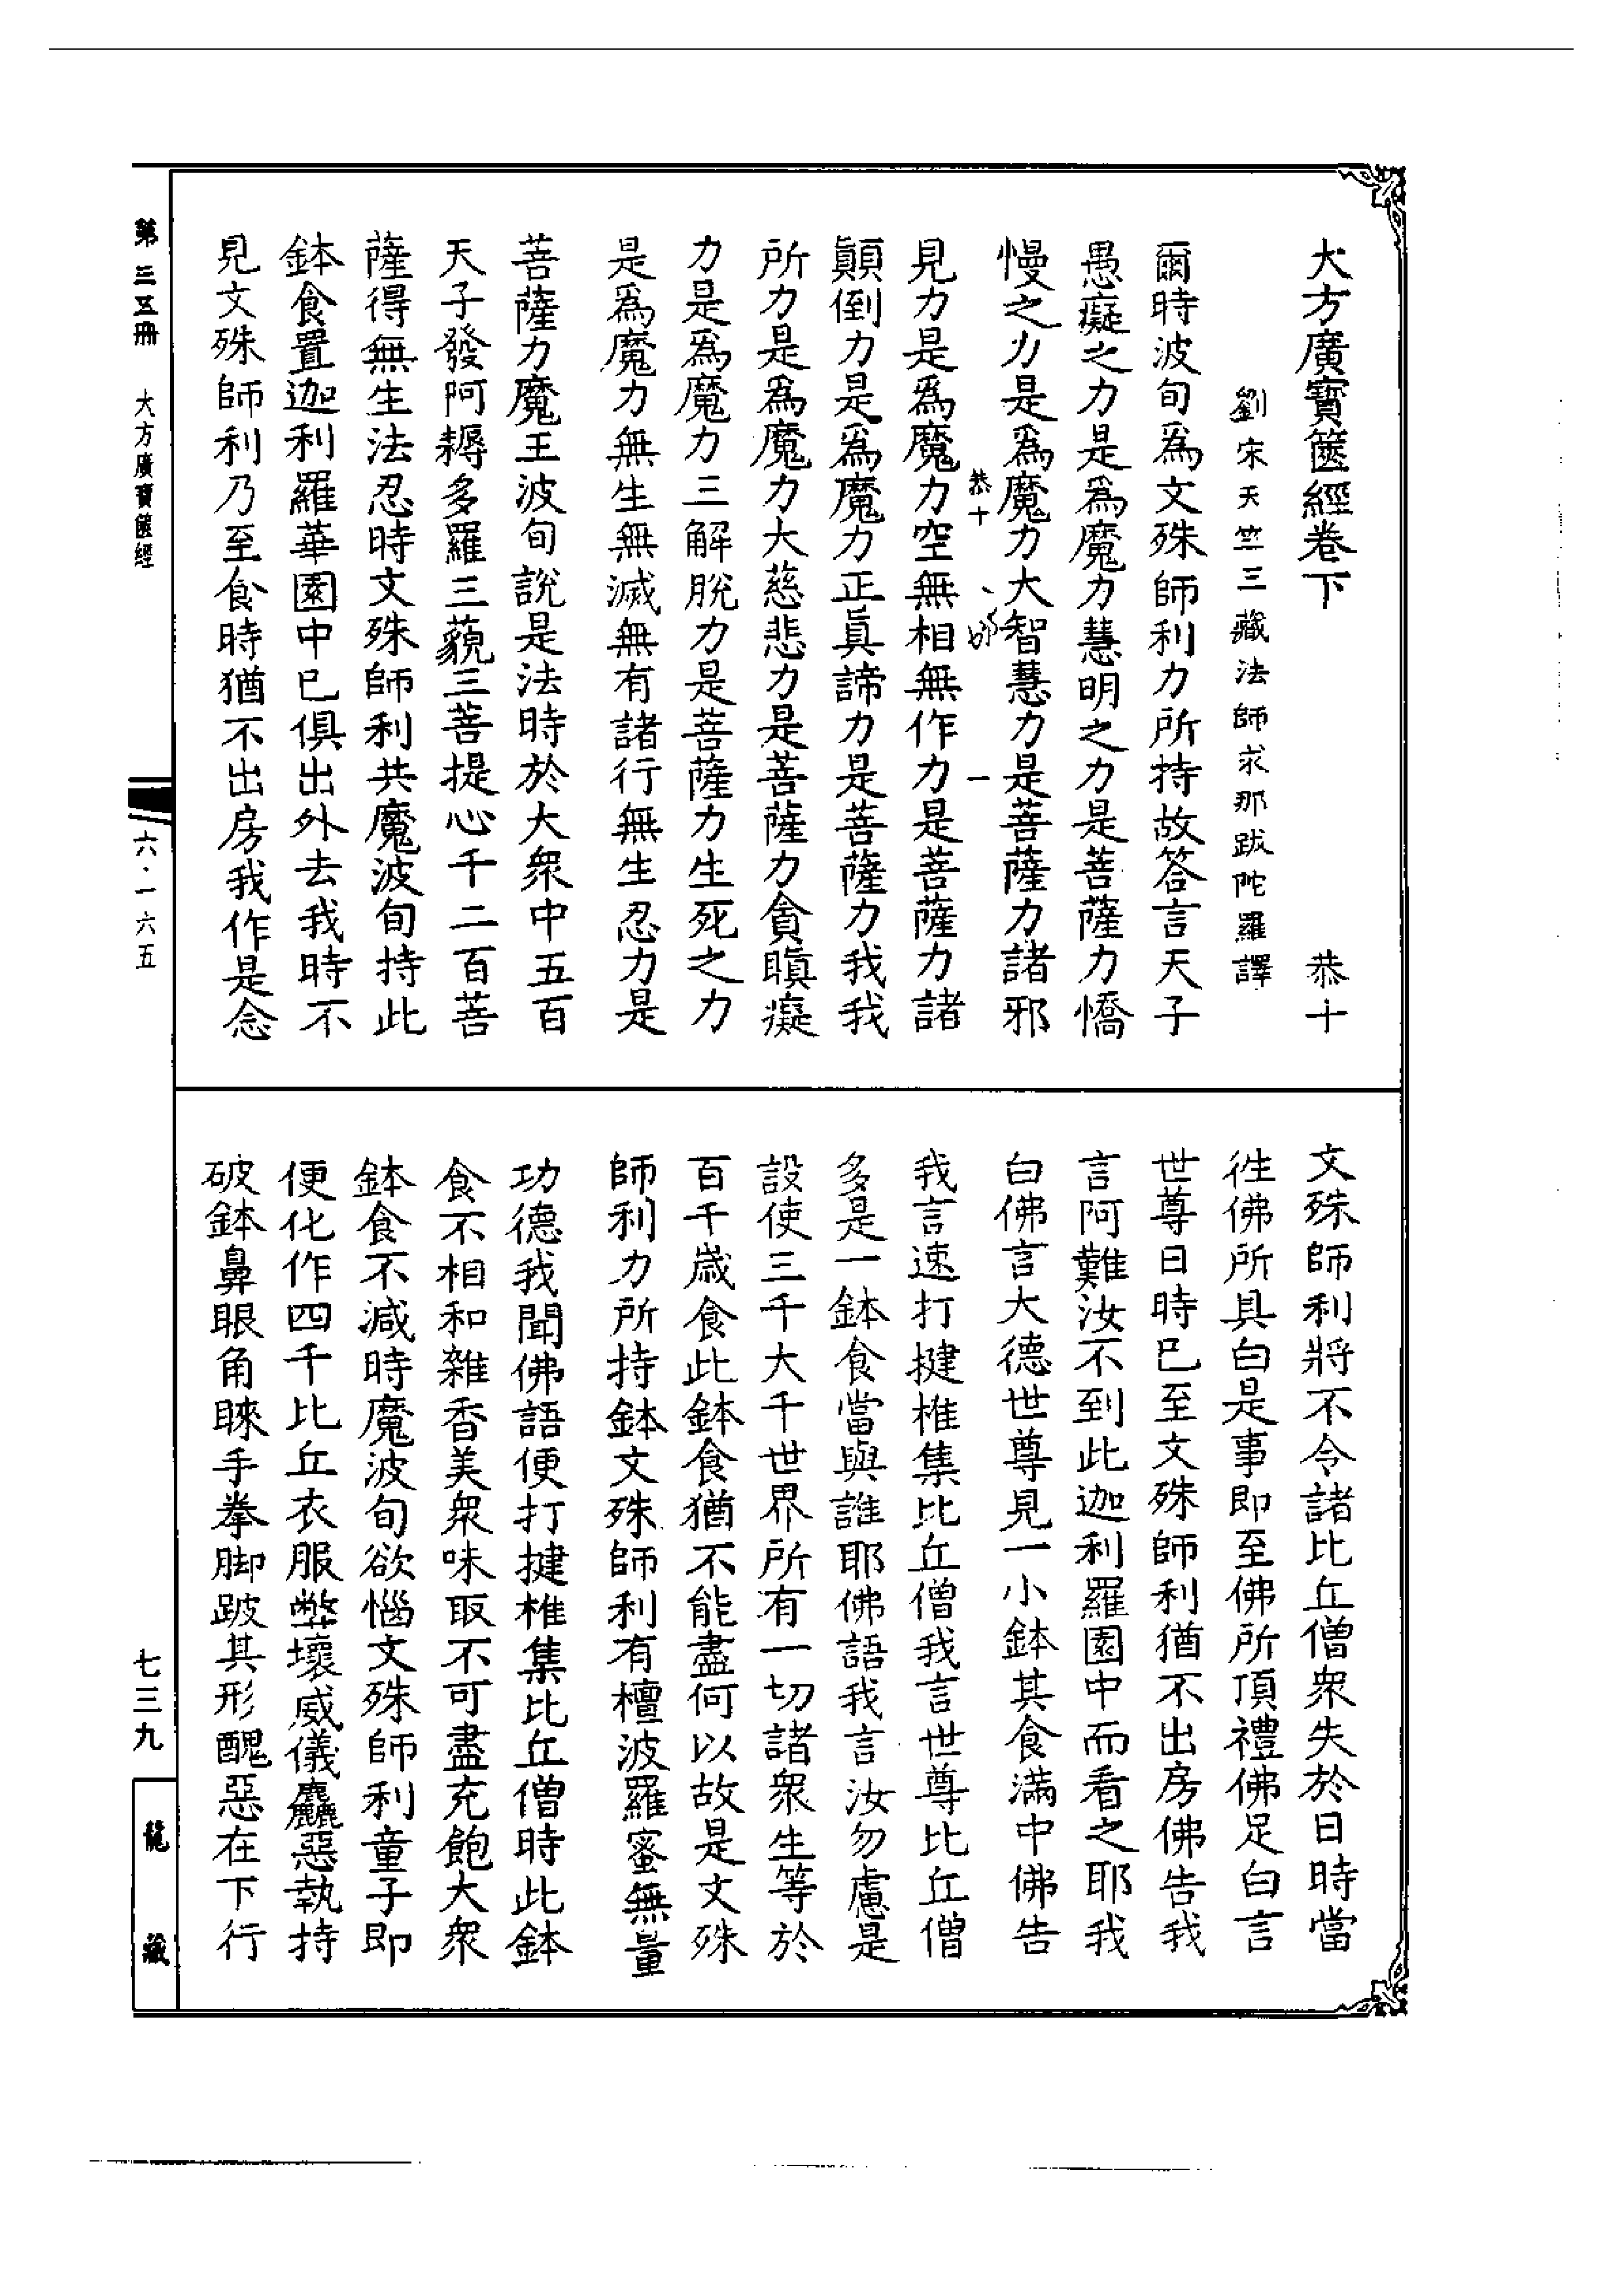 大方廣寶篋經卷下　恭十
劉宋天竺三藏法師求那跋陀羅譯
爾時波旬爲文殊師利力所持故答言天子
愚癡之力是爲魔力慧明之力是菩薩力憍
慢之力是爲魔力大智慧力是菩薩力諸邪
恭十　一
見力是爲魔力空無相無作力是菩薩力諸
顛倒力是爲魔力正眞諦力是菩薩力我我
所力是爲魔力大慈悲力是菩薩力貪瞋癡
力是爲魔力三解脫力是菩薩力生死之力
是爲魔力無生無滅無有諸行無生忍力是
菩薩力魔王波旬說是法時於大衆中五百
天子發阿耨多羅三藐三菩提心千二百菩
薩得無生法忍時文殊師利共魔波旬持此
鉢食置迦利羅華園中已俱出外去我時不
見文殊師利乃至食時猶不出房我作是念
文殊師利將不令諸比丘僧衆失於日時當
徃佛所具白是事即至佛所頂禮佛足白言
世尊日時已至文殊師利猶不出房佛告我
言阿難汝不到此迦利羅園中而看之耶我
白佛言大德世尊見一小鉢其食滿中佛告
我言速打揵椎集比丘僧我言世尊比丘僧
多是一鉢食當與誰耶佛語我言汝勿慮是
設使三千大千世界所有一切諸衆生等於
百千歲食此鉢食猶不能盡何以故是文殊
師利力所持鉢文殊師利有檀波羅蜜無量
功德我聞佛語便打揵椎集比丘僧時此鉢
食不相和雜香美衆味取不可盡充飽大衆
鉢食不減時魔波旬欲惱文殊師利童子即
便化作四千比丘衣服弊壞威儀麤惡執持
破鉢鼻眼角睞手拳脚跛其形醜惡在下行
第三五冊　大方廣寶篋經
六·一六五
七三九
龍藏